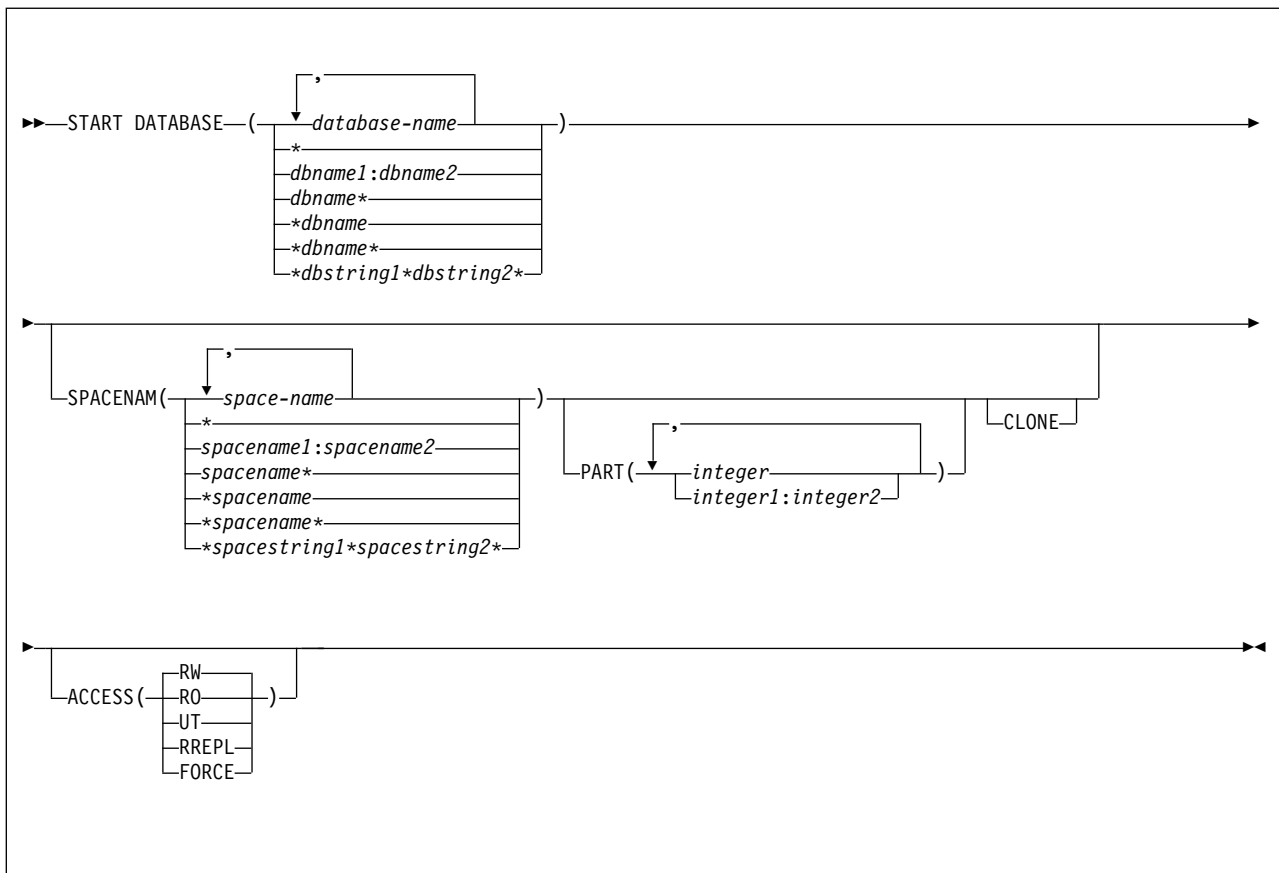 ,
START DATABASE ( database-name )
*
dbname1:dbname2
dbname*
*dbname
*dbname*
*dbstring1*dbstring2*
,
SPACENAM( space-name )
*
spacename1:spacename2
spacename*
*spacename
*spacename*
*spacestring1*spacestring2*
,
PART( integer )
integer1:integer2
CLONE
RW
ACCESS( RO )
UT
RREPL
FORCE